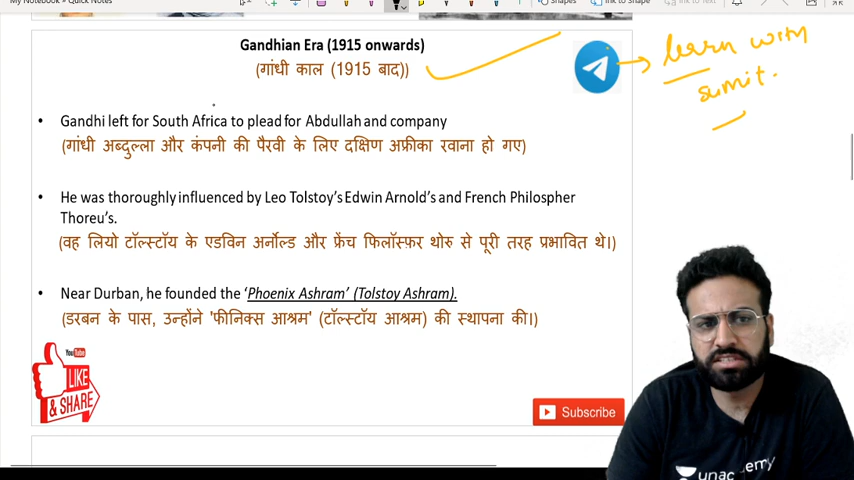 MyNotebook » Quick Notes
Shapes
Ink to Shape
Ink to Text
Gandhian Era (1915 onwards)
(गांधी काल (1915 बाद))
learn with
sumit.
• Gandhi left for South Africa to plead for Abdullah and company
(गांधी अब्दुल्ला और कंपनी की पैरवी के लिए दक्षिण अफ्रीका रवाना हो गए)
• He was thoroughly influenced by Leo Tolstoy's Edwin Arnold's and French Philospher
Thoreu's.
(वह लियो टॉल्स्टॉय के एडविन अर्नोल्ड और फ्रेंच फिलॉस्फ़र थोरु से पूरी तरह प्रभावित थे।)
• Near Durban, he founded the 'Phoenix Ashram' (Tolstoy Ashram).
(डरबन के पास, उन्होंने 'फीनिक्स आश्रम' (टॉल्स्टॉय आश्रम) की स्थापना की।)
YouTube
LIKE
& SHARE
Subscribe
unacademy